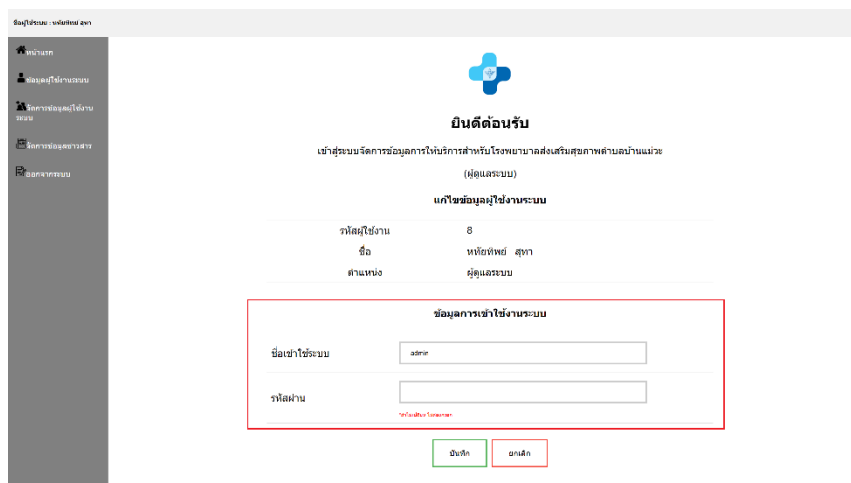 ชื่อผู้ใช้ระบบ : หทัยทิพย์ สุทา
หน้าแรก
ข้อมูลผู้ใช้งานระบบ
จัดการข้อมูลผู้ใช้งาน
ระบบ
จัดการข้อมูลข่าวสาร
ออกจากระบบ
ยินดีต้อนรับ
เข้าสู่ระบบจัดการข้อมูลการให้บริการสำหรับโรงพยาบาลส่งเสริมสุขภาพตำบลบ้านแม่วะ
(ผู้ดูแลระบบ)
แก้ไขข้อมูลผู้ใช้งานระบบ
รหัสผู้ใช้งาน 8
ชื่อ หทัยทิพย์ สุทา
ตำแหน่ง ผู้ดูแลระบบ
ข้อมูลการเข้าใช้งานระบบ
ชื่อเข้าใช้ระบบ admin
รหัสผ่าน
บันทึก ยกเลิก